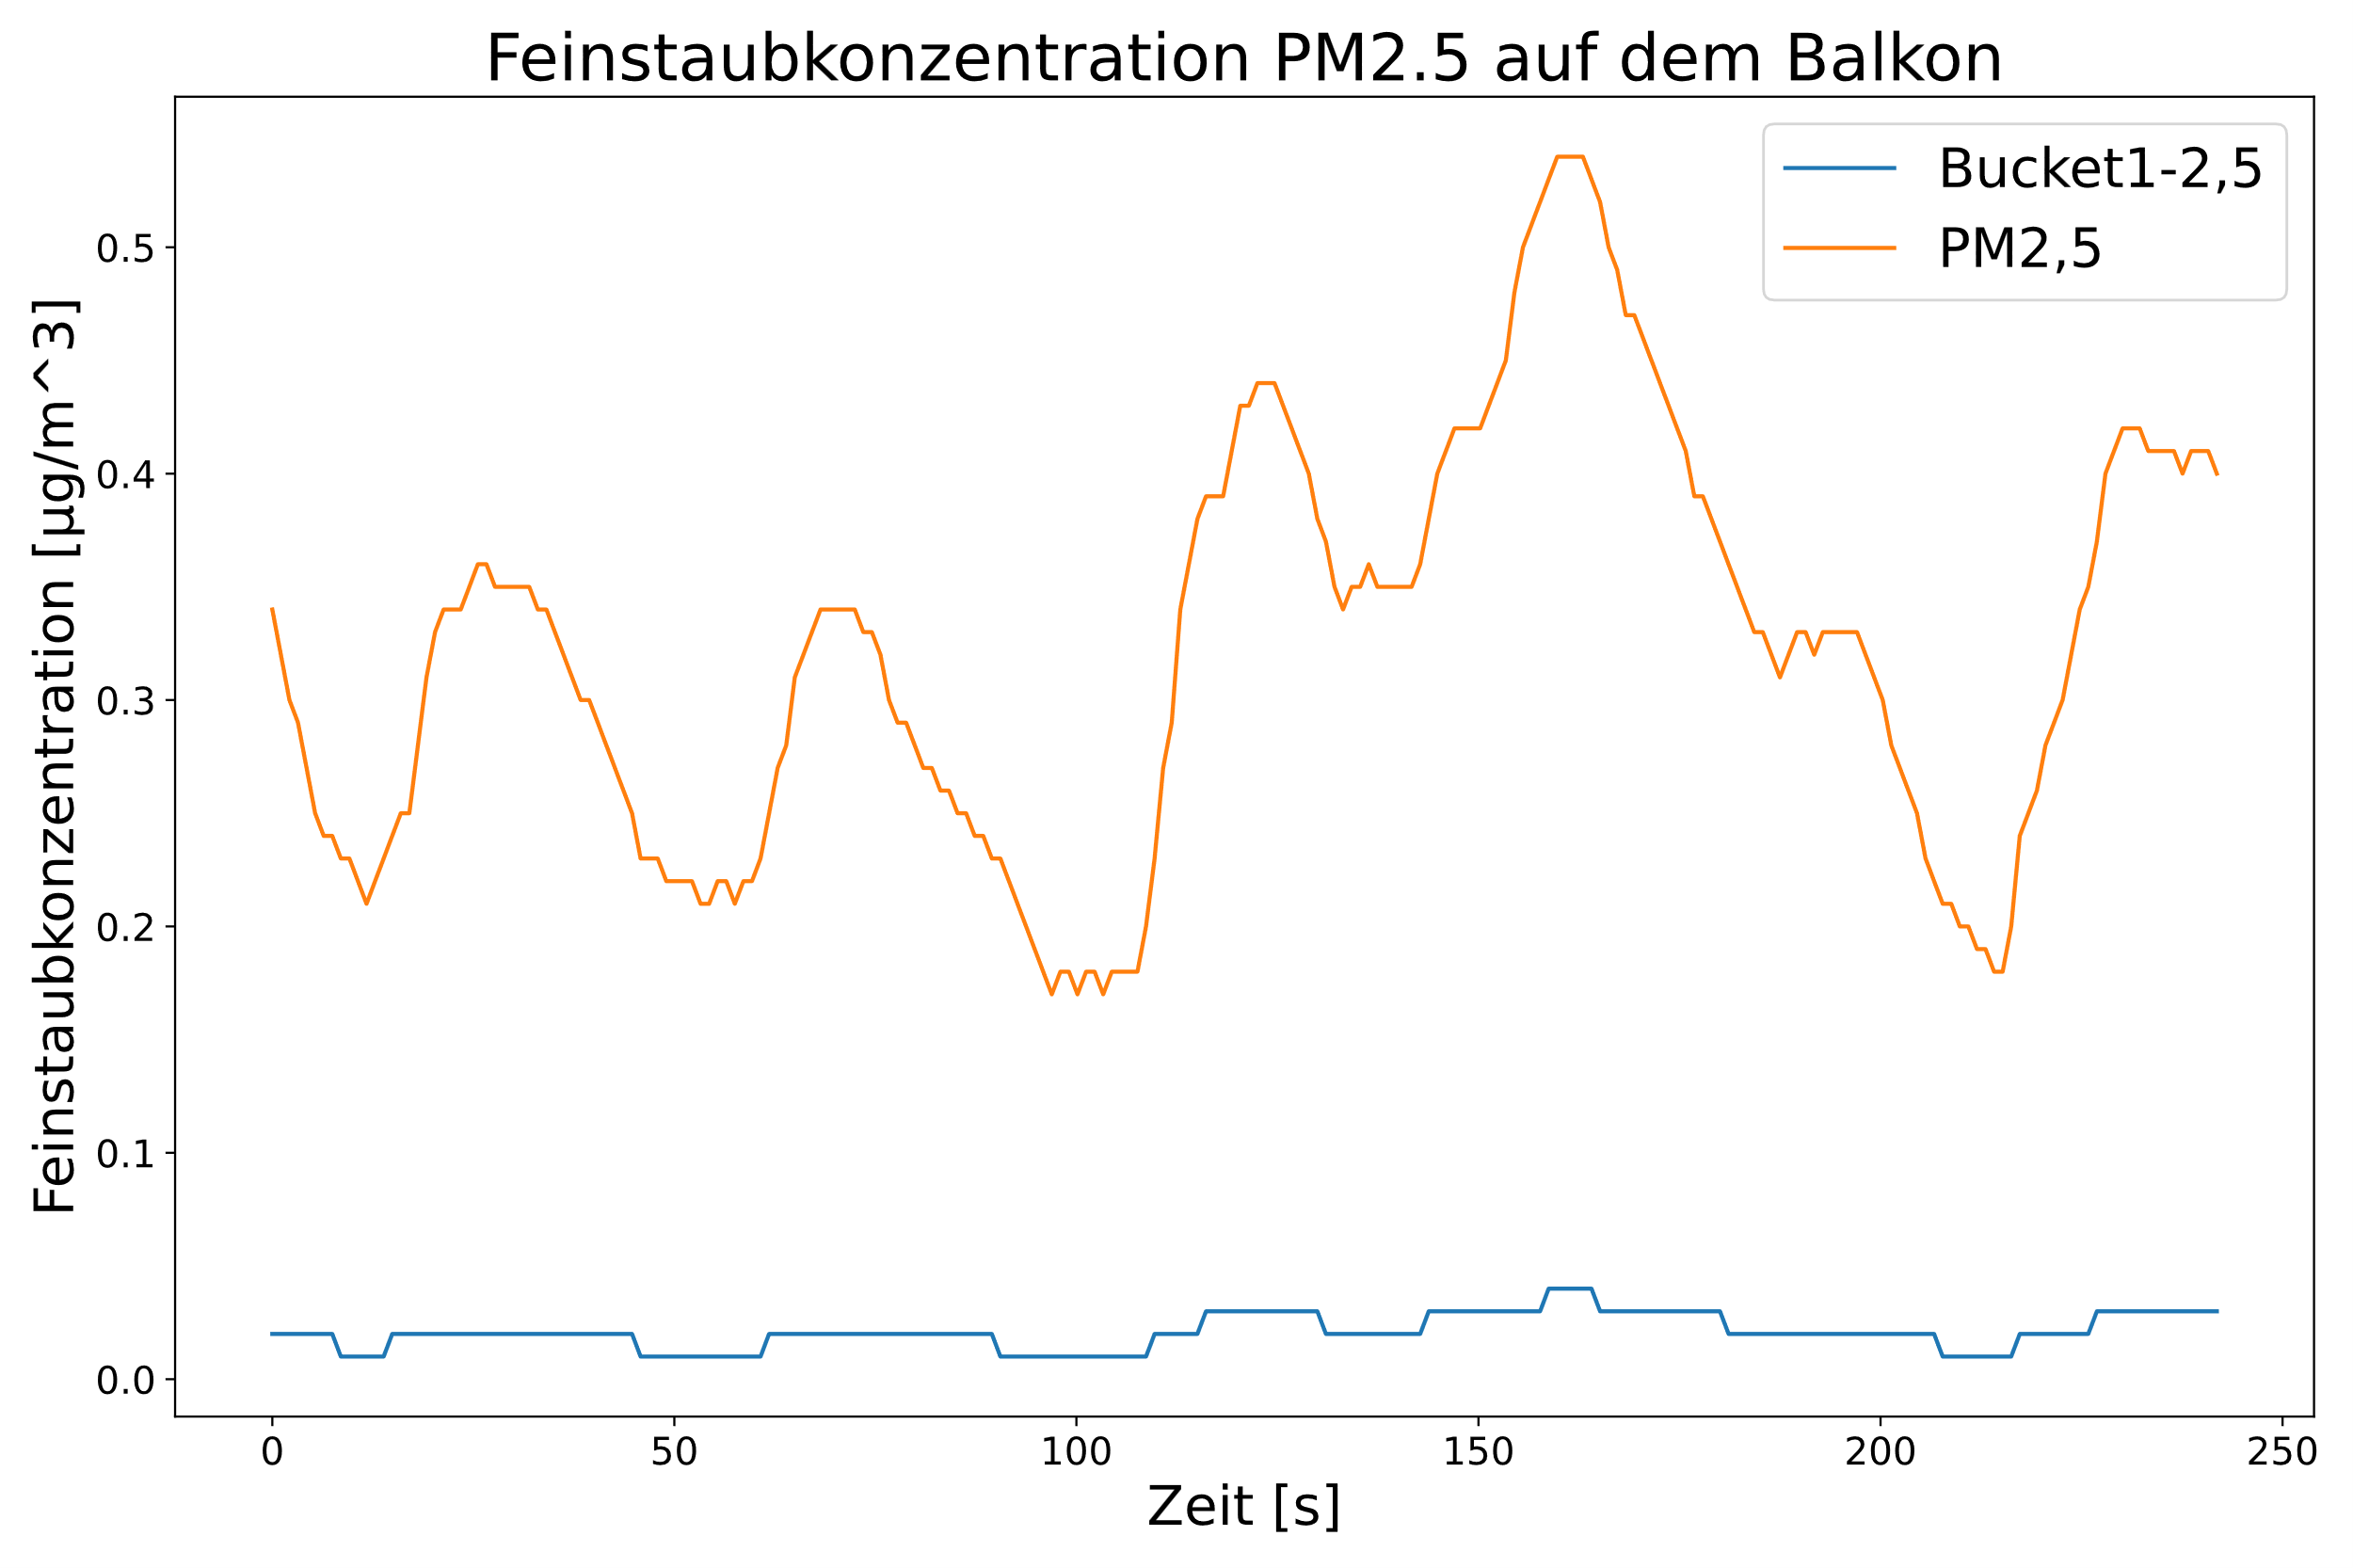 Feinstaubkonzentration PM2.5 auf dem Balkon
Bucket1-2,5
PM2,5
Feinstaubkonzentration [µg/m^3]
0.5
0.4
0.3
0.2
0.1
0.0
0 50 100 150 200 250
Zeit [s]